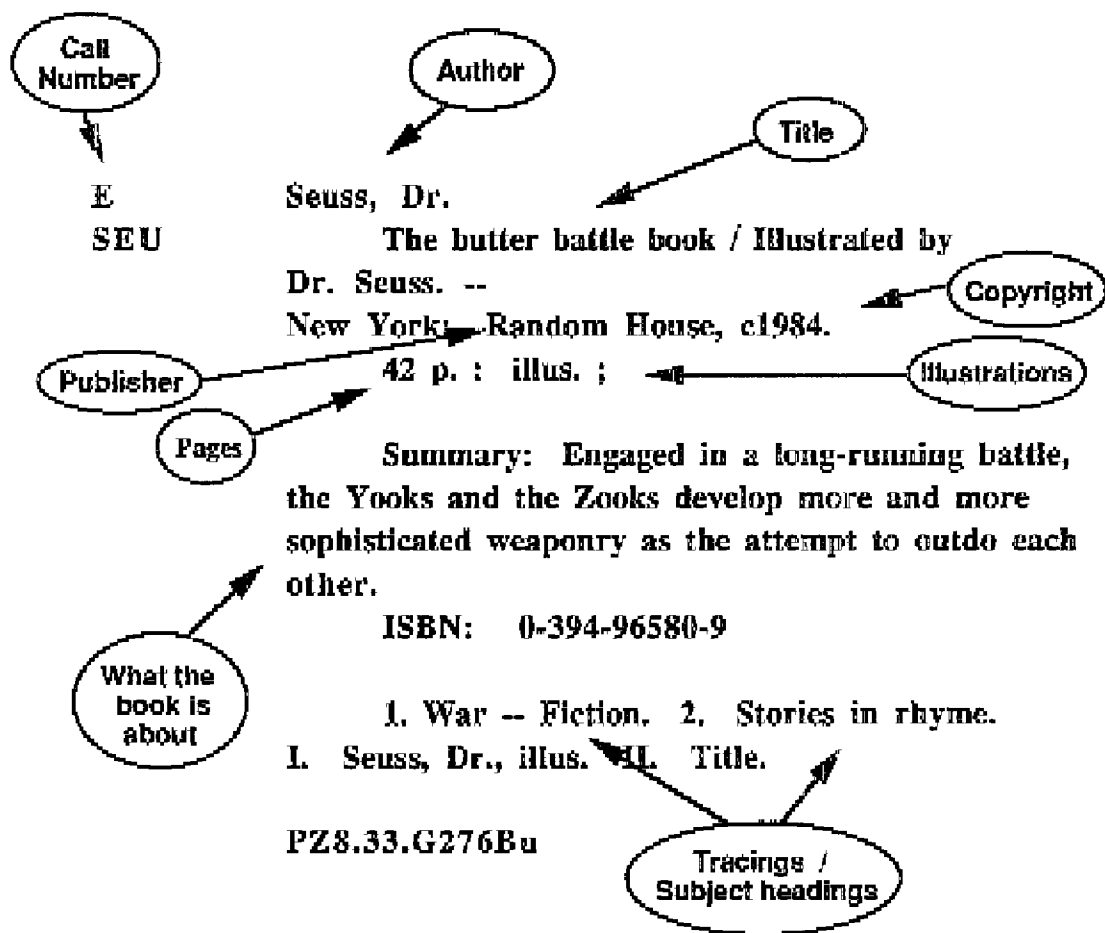 Call
Number
Author
Title
E
Seuss, Dr.
SEU
The butter battle book / Illustrated by
Dr. Seuss. --
Copyright
New York: Random House, c1984.
Publisher
42 p. : illus. ;
Illustrations
Pages
Summary: Engaged in a long-running battle,
the Yooks and the Zooks develop more and more
sophisticated weaponry as the attempt to outdo each
other.
ISBN: 0-394-96580-9
What the
book is
about
1. War -- Fiction. 2. Stories in rhyme.
I. Seuss, Dr., illus. II. Title.
PZ8.33.G276Bu
Tracings /
Subject headings